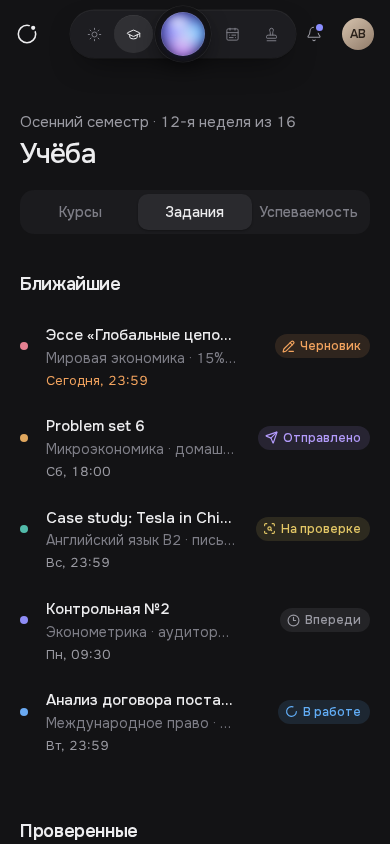 АВ
Осенний семестр · 12-я неделя из 16
Учёба
Курсы
Задания
Успеваемость
Ближайшие
Эссе «Глобальные цепо...
Черновик
Мировая экономика · 15%...
Сегодня, 23:59
Problem set 6
Отправлено
Микроэкономика · домаш...
Сб, 18:00
Case study: Tesla in Chi...
На проверке
Английский язык B2 · пись...
Вс, 23:59
Контрольная №2
Впереди
Эконометрика · аудитор...
Пн, 09:30
Анализ договора поста...
В работе
Международное право · ...
Вт, 23:59
Проверенные